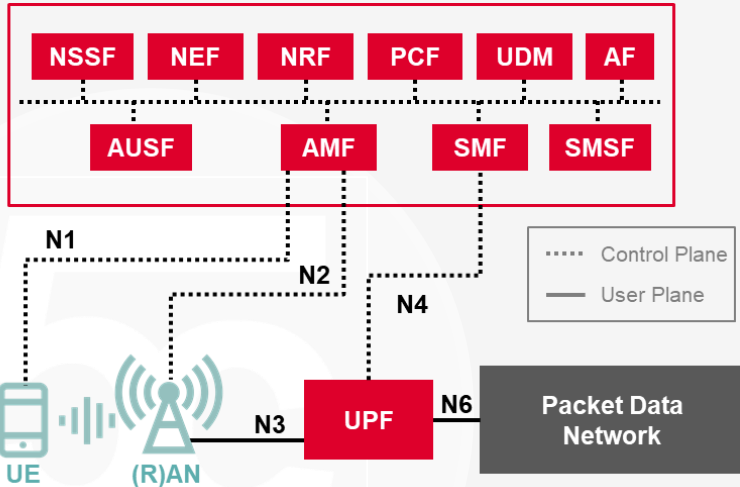 NSSF
NEF
NRF
PCF
UDM
AF
AUSF
AMF
SMF
SMSF
N1
N2
N4
Control Plane
User Plane
N3
UPF
N6
Packet Data
Network
UE
(R)AN